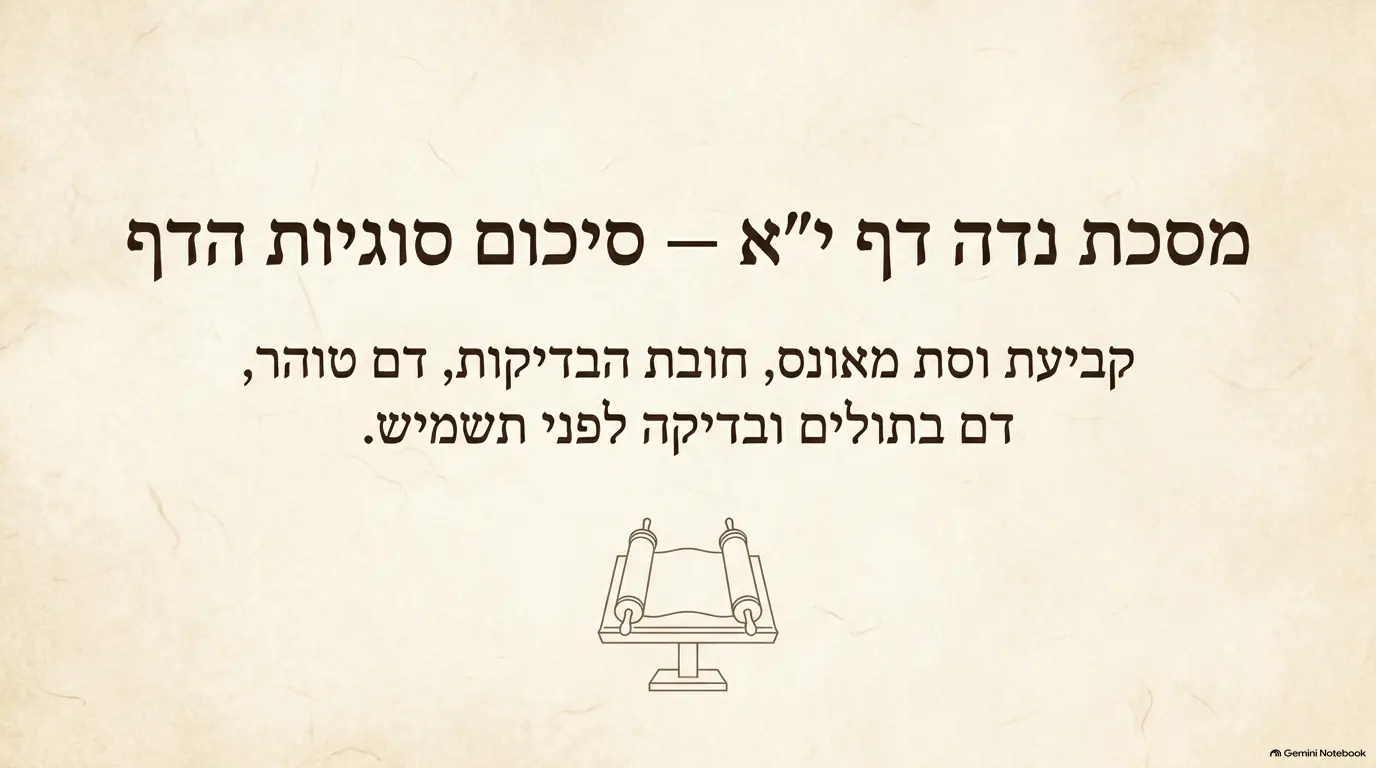 מסכת נדה דף י״א – סיכום סוגיות הדף
קביעת וסת מאונס, חובת הבדיקות, דם טוהר,
דם בתולים ובדיקה לפני תשמיש.
Gemini Notebook